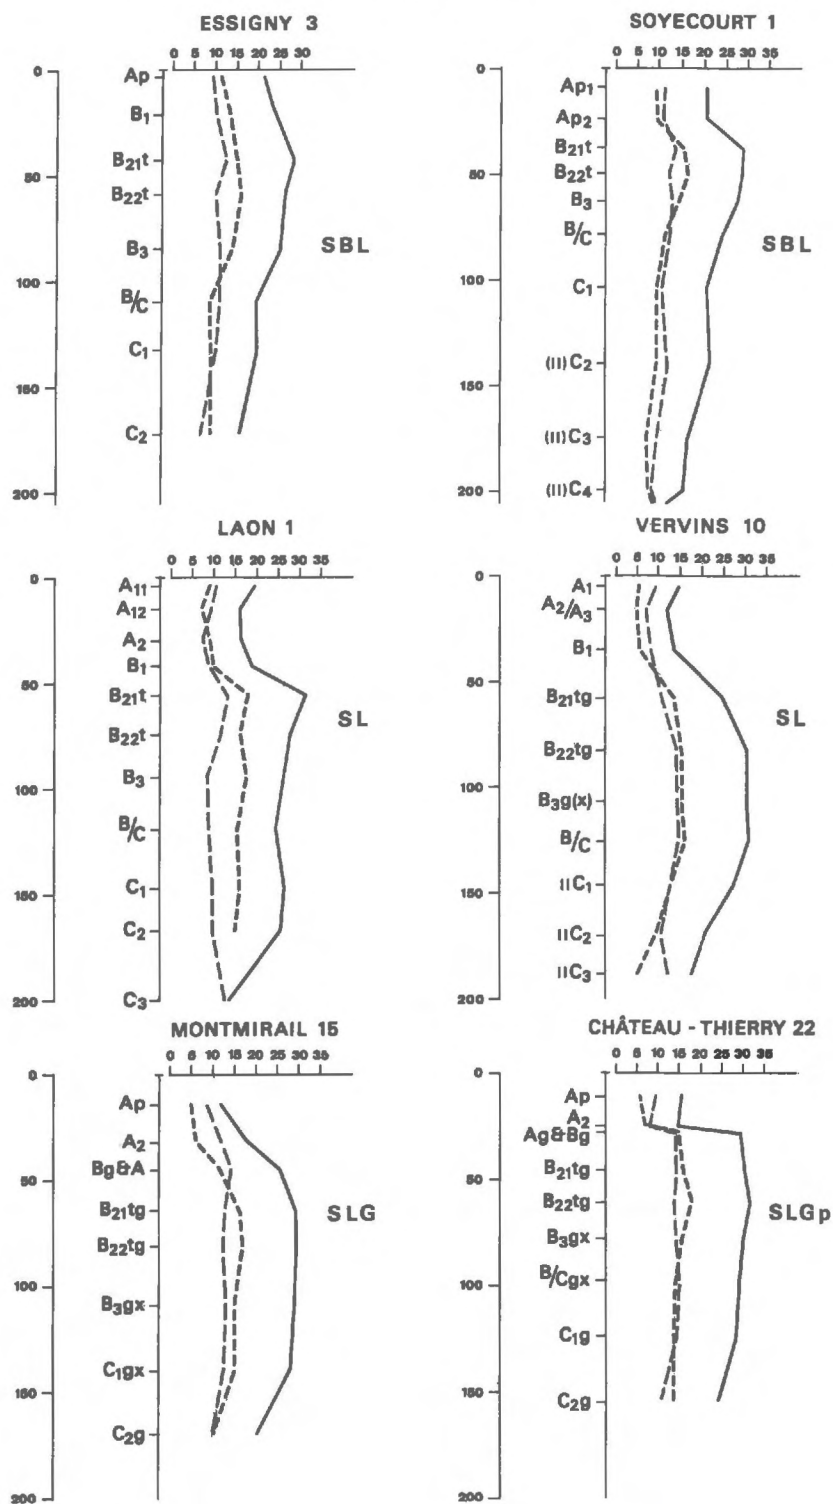 ESSIGNY 3
0 5 10 15 20 25 30
0
Ap
B₁
B₂₁t
50
B₂₂t
B₃
SBL
100
B/C
C₁
150
C₂
200
SOYECOURT 1
0 5 10 15 20 25 30 35
0
Ap₁
Ap₂
B₂₁t
50
B₂₂t
B₃
B/C
SBL
100
C₁
(II)C₂
150
(II)C₃
(II)C₄
200
LAON 1
0 5 10 15 20 25 30 35
0
A₁₁
A₁₂
A₂
B₁
50
B₂₁t
SL
B₂₂t
B₃
100
B/C
C₁
150
C₂
C₃
200
VERVINS 10
0 5 10 15 20 25 30 35
0
A₁
A₂/A₃
B₁
50
B₂₁tg
SL
B₂₂tg
100
B₃g(x)
B/C
IIC₁
150
IIC₂
IIC₃
200
MONTMIRAIL 15
0 5 10 15 20 25 30 35
0
Ap
A₂
Bg&A
50
B₂₁tg
SLG
B₂₂tg
100
B₃gx
C₁gx
150
C₂g
200
CHÂTEAU - THIERRY 22
0 5 10 15 20 25 30 35
0
Ap
A₂
Ag&Bg
B₂₁tg
50
B₂₂tg
SLGp
B₃gx
B/Cgx
100
C₁g
150
C₂g
200